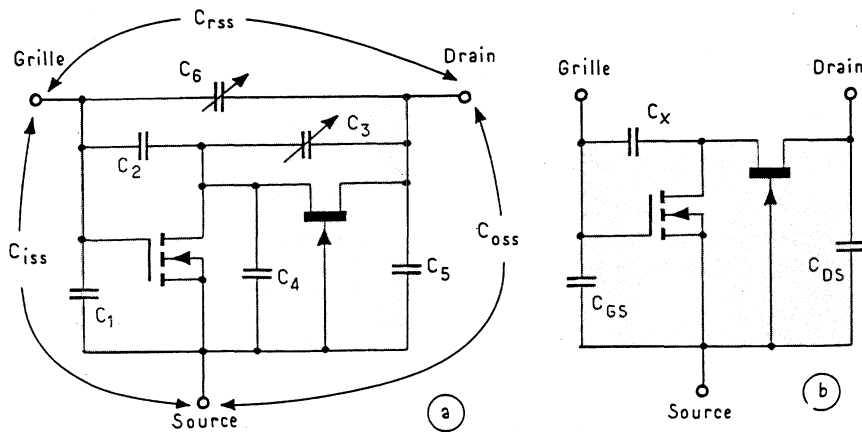 Crss
Grille
Drain
C6
C3
C2
Ciss
Coss
C4
C5
C1
Source
a
Grille
Drain
Cx
CDS
CGS
Source
b